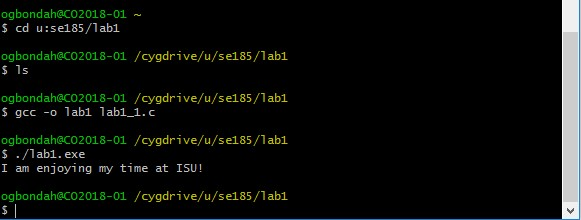 ogbondah@CO2018-01 ~
$ cd u:se185/lab1
ogbondah@CO2018-01 /cygdrive/u/se185/lab1
$ ls
ogbondah@CO2018-01 /cygdrive/u/se185/lab1
$ gcc -o lab1 lab1_1.c
ogbondah@CO2018-01 /cygdrive/u/se185/lab1
$ ./lab1.exe
I am enjoying my time at ISU!
ogbondah@CO2018-01 /cygdrive/u/se185/lab1
$